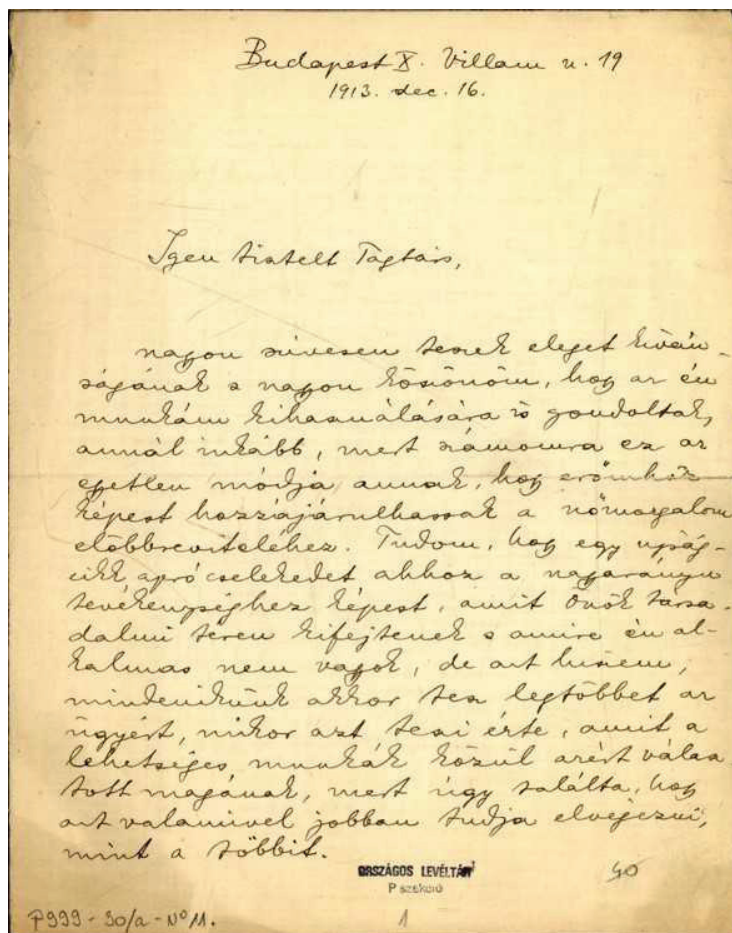 Budapest X. Villam u. 19
1913. dec. 16.
Igen tisztelt Tagtárs,
nagyon szívesen teszek eleget kíván-
ságának s nagyon köszönöm, hogy az én
munkám kihasználására is gondoltak,
annál inkább, mert számomra ez az
egyetlen módja annak, hogy erőmhöz
képest hozzájárulhassak a nőmozgalom
előbbreviteléhez. Tudom, hogy egy ujság-
cikk apró cselekedet ahhoz a nagyarányu
tevékenységhez képest, amit Önök társa-
dalmi téren kifejtenek s amire én al-
kalmas nem vagyok, de azt hiszem,
mindenikünk akkor tesz legtöbbet az
ügyért, mikor azt teszi érte, amit a
lehetséges munkák közül azért válasz
tott magának, mert úgy találta, hogy
azt valamivel jobban tudja elvégezni,
mint a többit.
ORSZÁGOS LEVÉLTÁR
P szekció
40
P999-30/a-No 11.
1